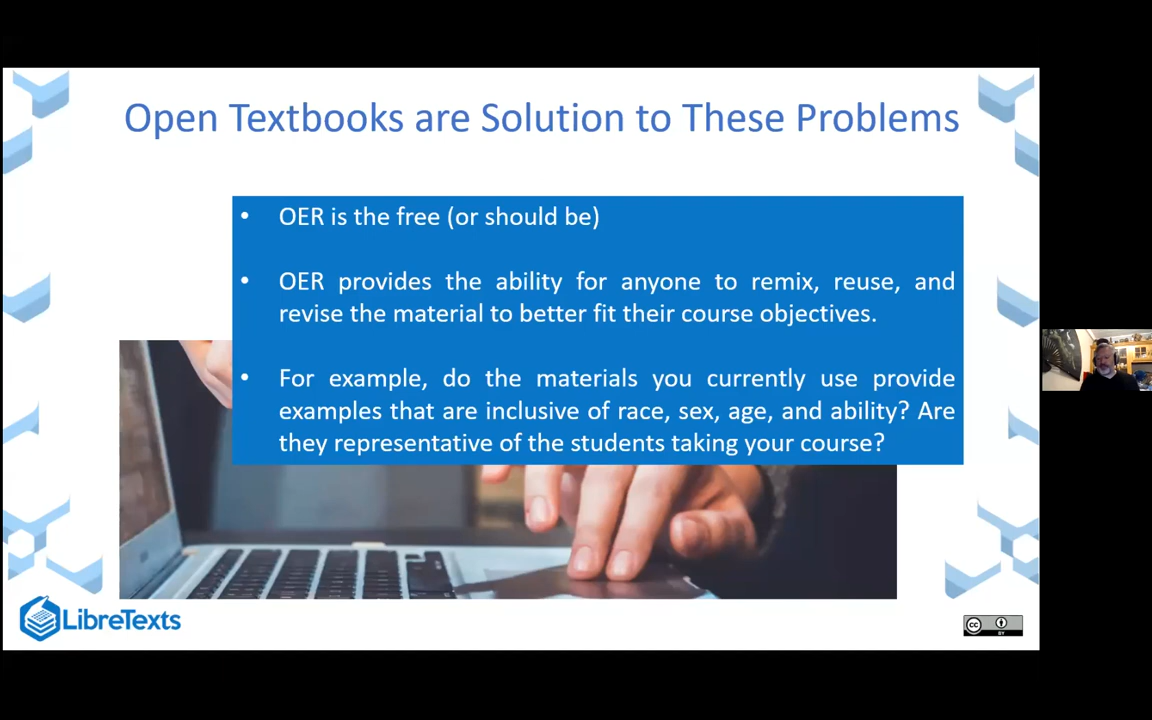 Open Textbooks are Solution to These Problems
• OER is the free (or should be)
• OER provides the ability for anyone to remix, reuse, and
revise the material to better fit their course objectives.
• For example, do the materials you currently use provide
examples that are inclusive of race, sex, age, and ability? Are
they representative of the students taking your course?
LibreTexts
cc
BY